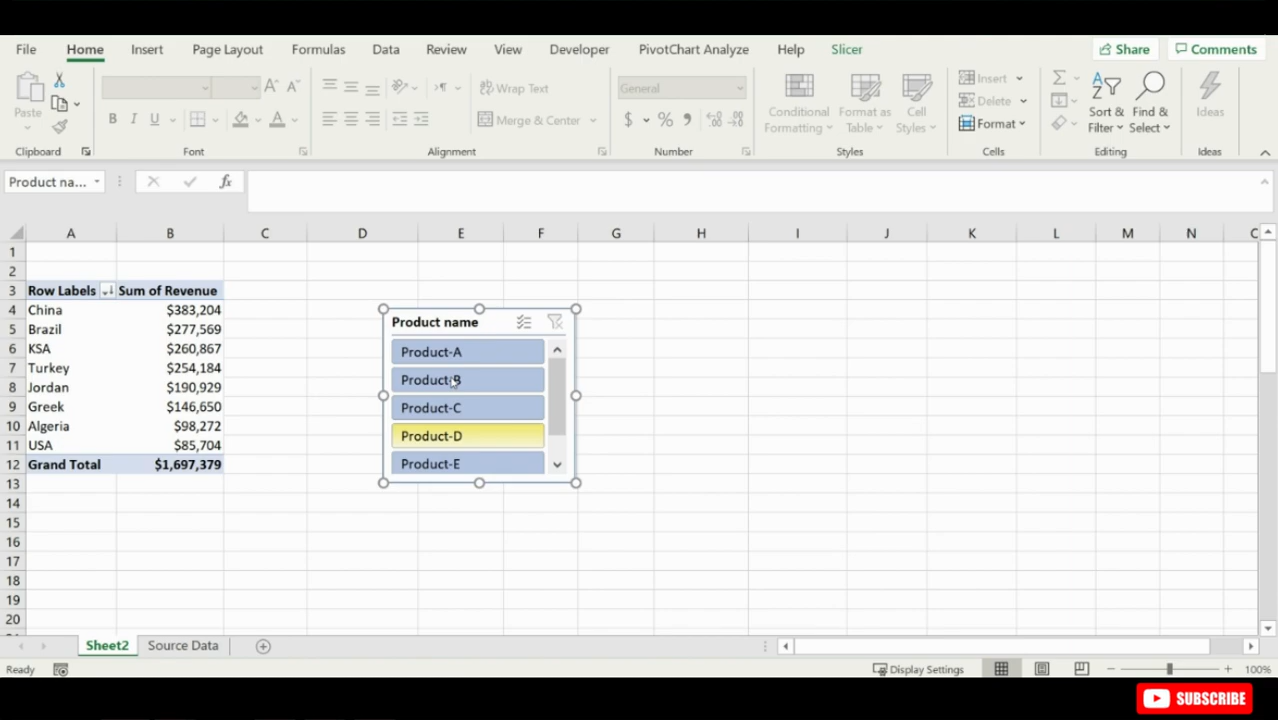 File Home Insert Page Layout Formulas Data Review View Developer PivotChart Analyze Help Slicer Share Comments
Paste
Clipboard
B I U
Font
Wrap Text
Merge & Center
Alignment
General
$ % 9
Number
Conditional Formatting
Format as Table
Cell Styles
Styles
Insert
Delete
Format
Cells
Sort & Filter
Find & Select
Editing
Ideas
Ideas
Product na... fx
A B C D E F G H I J K L M N C
1
2
3 Row Labels Sum of Revenue
4 China $383,204
5 Brazil $277,569
6 KSA $260,867
7 Turkey $254,184
8 Jordan $190,929
9 Greek $146,650
10 Algeria $98,272
11 USA $85,704
12 Grand Total $1,697,379
13
14
15
16
17
18
19
20
Product name
Product-A
Product-B
Product-C
Product-D
Product-E
Sheet2 Source Data
Ready Display Settings 100%
SUBSCRIBE